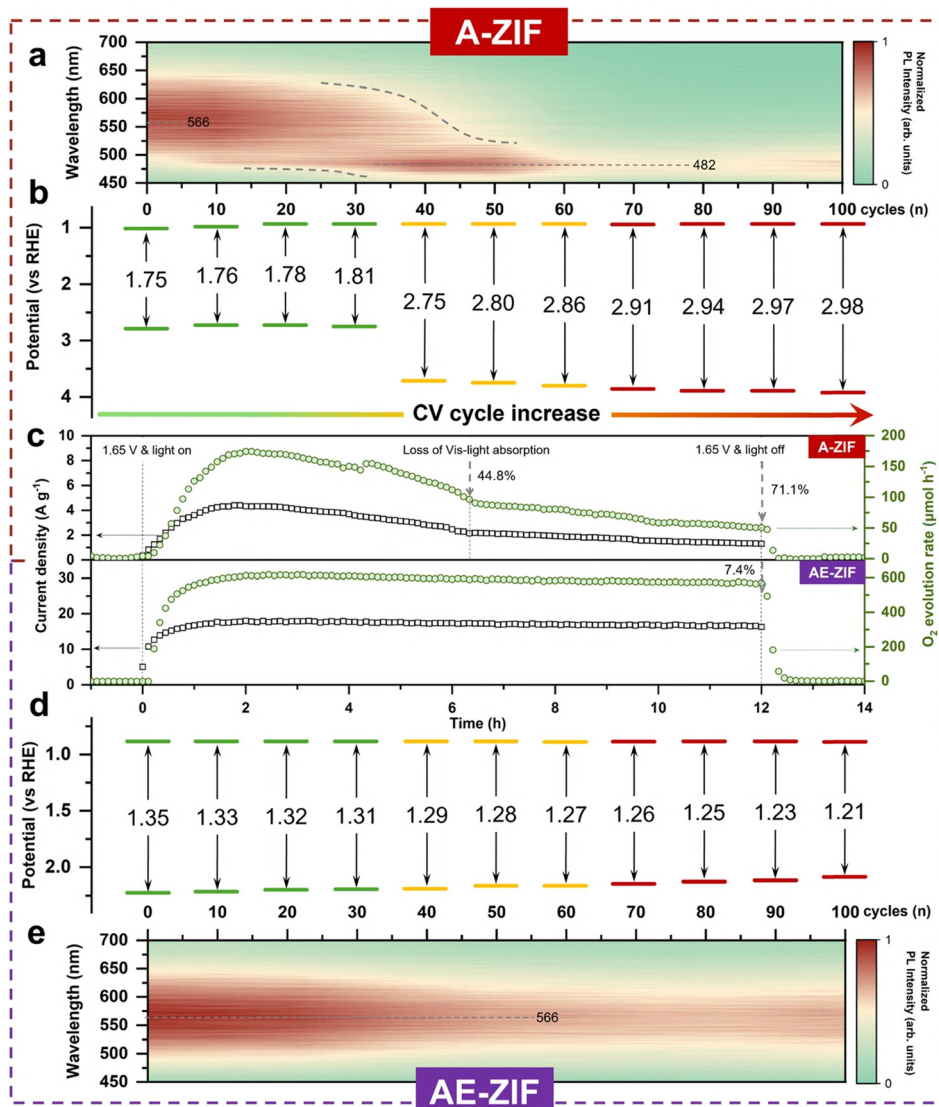 A-ZIF
a
Wavelength (nm)
700
650
600
550
500
450
566
482
1
0
Normalized
PL Intensity (arb. units)
b
0 10 20 30 40 50 60 70 80 90 100 cycles (n)
Potential (vs RHE)
1
2
3
4
1.75 1.76 1.78 1.81 2.75 2.80 2.86 2.91 2.94 2.97 2.98
CV cycle increase
c
Current density (A g⁻¹)
10
8
6
4
2
0
1.65 V & light on
Loss of Vis-light absorption
44.8%
1.65 V & light off
71.1%
A-ZIF
200
150
100
50
0
O₂ evolution rate (µmol h⁻¹)
30
20
10
0
7.4%
AE-ZIF
600
400
200
0
0 2 4 6 8 10 12 14
Time (h)
d
Potential (vs RHE)
1.0
1.5
2.0
1.35 1.33 1.32 1.31 1.29 1.28 1.27 1.26 1.25 1.23 1.21
0 10 20 30 40 50 60 70 80 90 100 cycles (n)
e
Wavelength (nm)
700
650
600
550
500
450
566
1
0
Normalized
PL Intensity (arb. units)
AE-ZIF